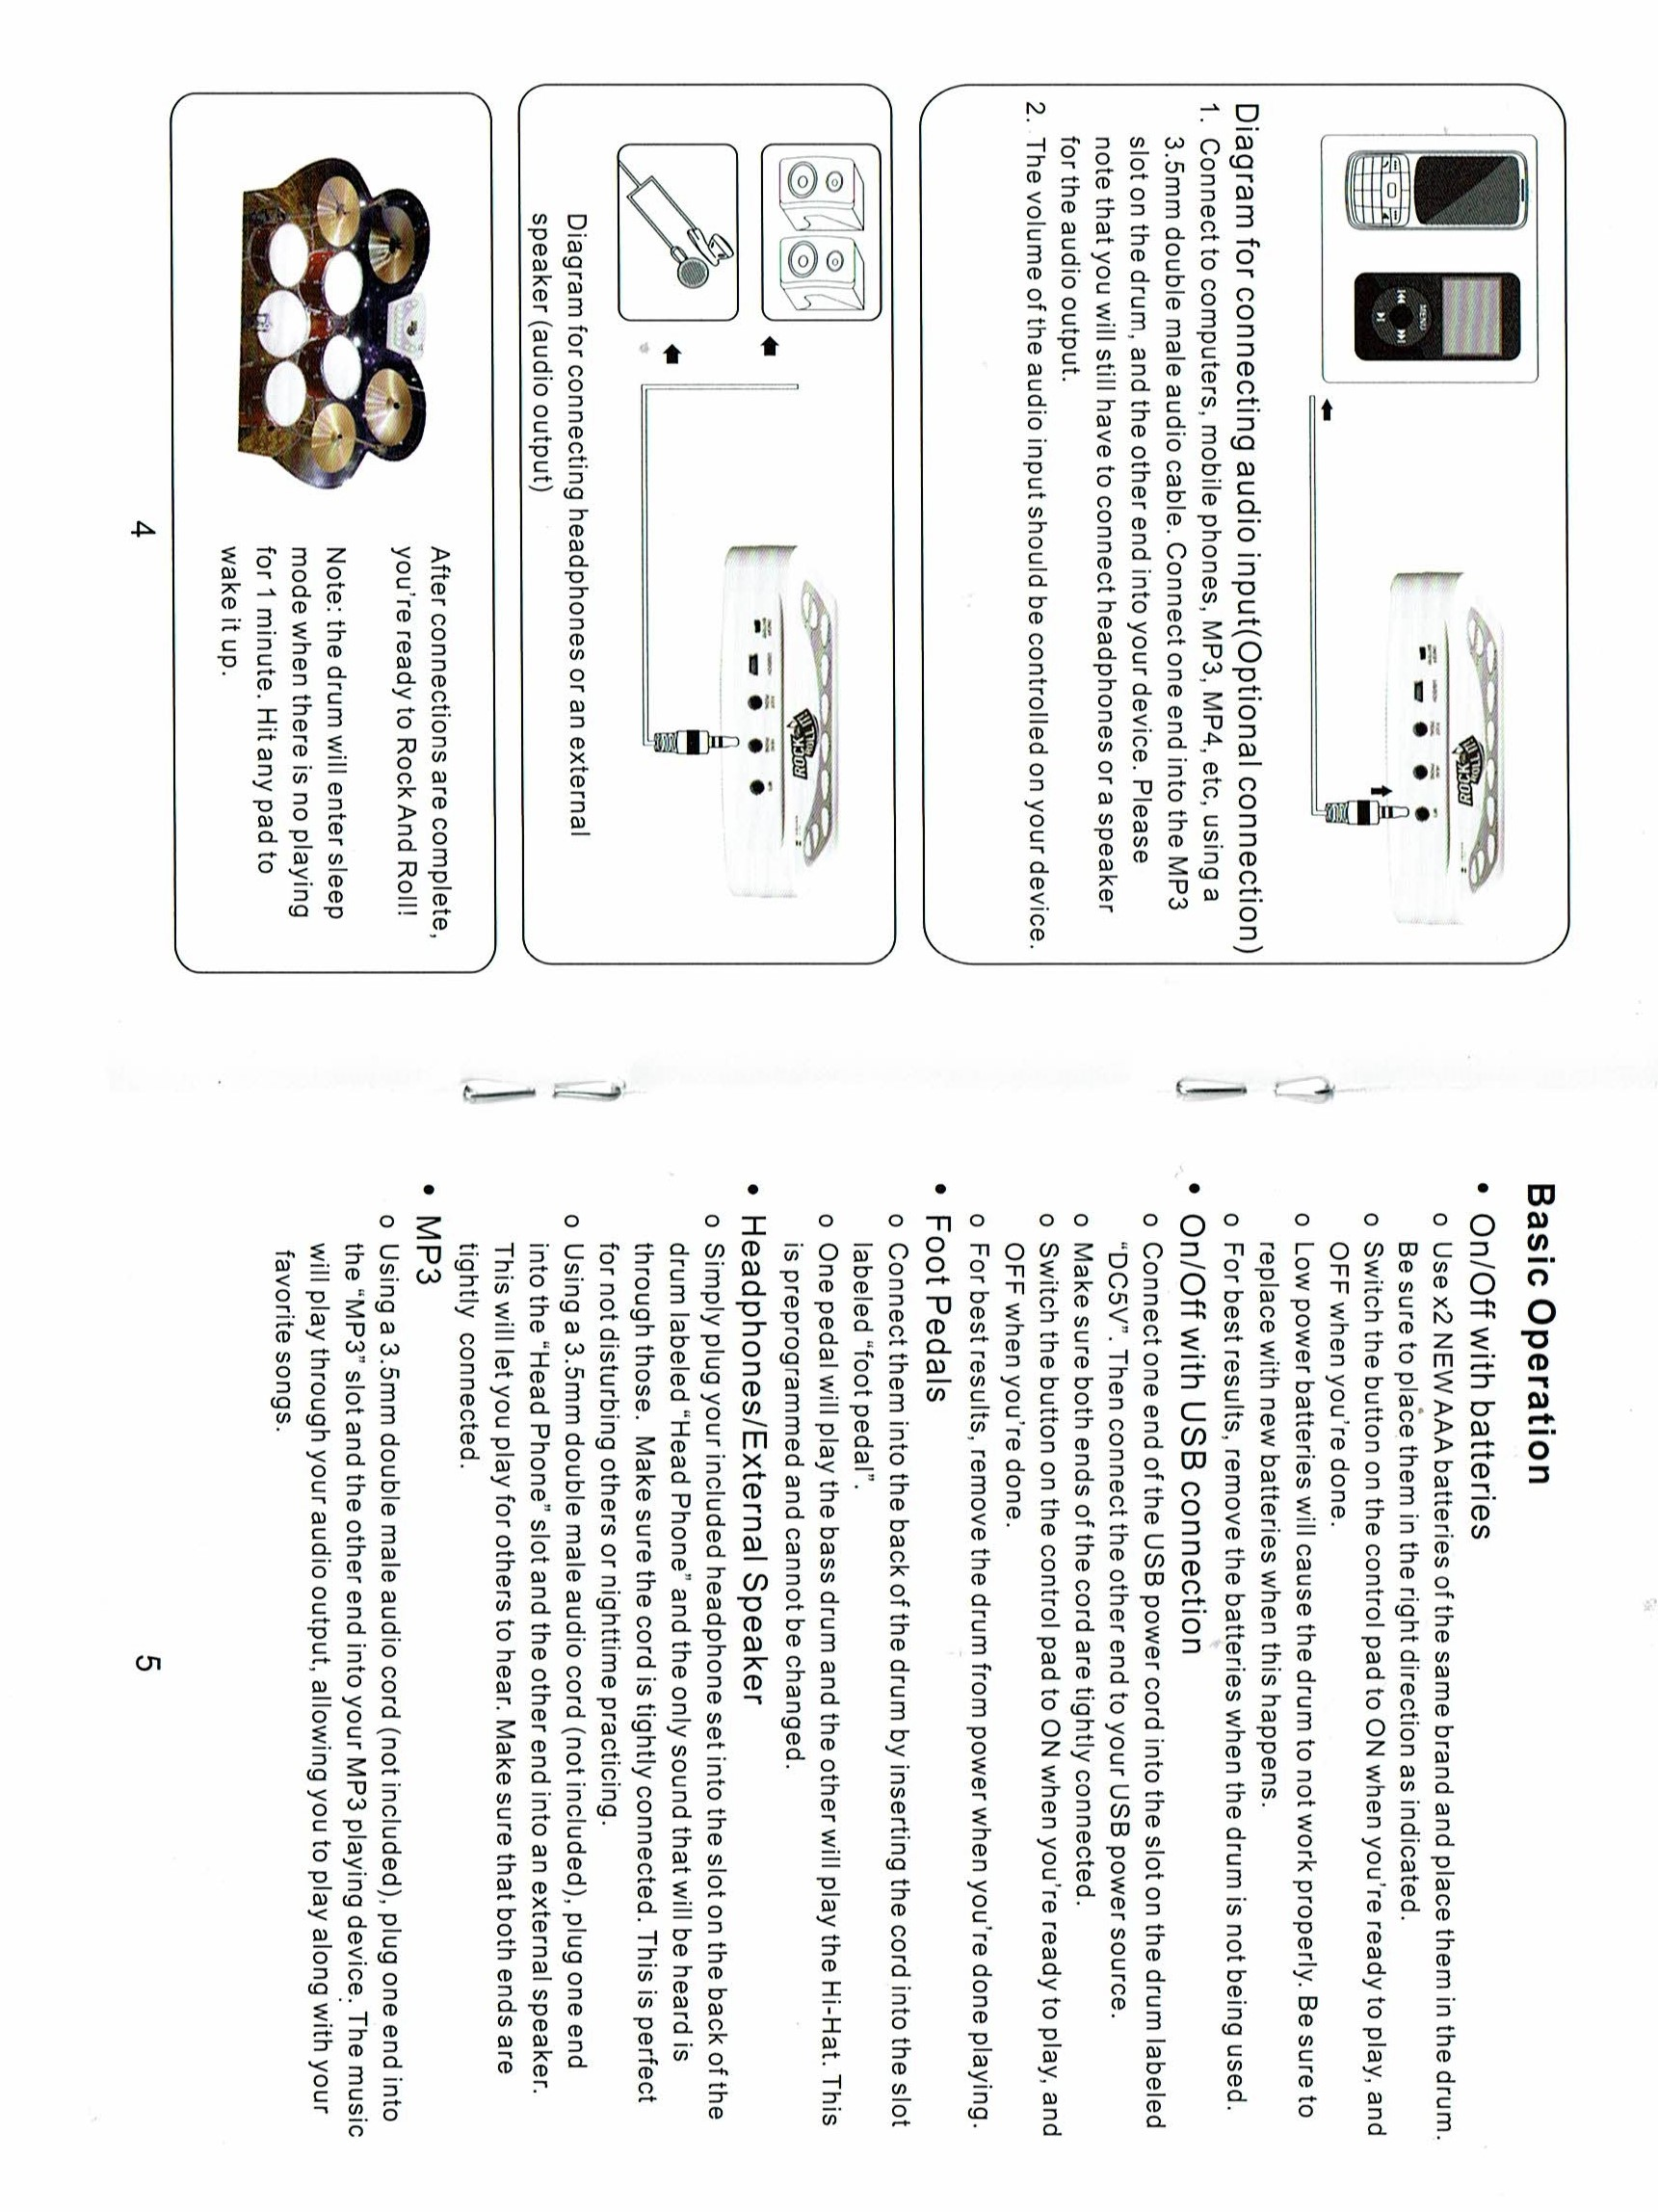 Diagram for connecting audio input(Optional connection)
1. Connect to computers, mobile phones, MP3, MP4, etc, using a
3.5mm double male audio cable. Connect one end into the MP3
slot on the drum, and the other end into your device. Please
note that you will still have to connect headphones or a speaker
for the audio output.
2. The volume of the audio input should be controlled on your device.
MENU
ROCK
ROLL IT
Diagram for connecting headphones or an external
speaker (audio output)
ROCK
ROLL IT
After connections are complete,
you're ready to Rock And Roll!
Note: the drum will enter sleep
mode when there is no playing
for 1 minute. Hit any pad to
wake it up.
4
Basic Operation
• On/Off with batteries
o Use x2 NEW AAA batteries of the same brand and place them in the drum.
Be sure to place them in the right direction as indicated.
o Switch the button on the control pad to ON when you're ready to play, and
OFF when you're done.
o Low power batteries will cause the drum to not work properly. Be sure to
replace with new batteries when this happens.
o For best results, remove the batteries when the drum is not being used.
• On/Off with USB connection
o Connect one end of the USB power cord into the slot on the drum labeled
“DC5V”. Then connect the other end to your USB power source.
o Make sure both ends of the cord are tightly connected.
o Switch the button on the control pad to ON when you're ready to play, and
OFF when you're done.
o For best results, remove the drum from power when you're done playing.
• Foot Pedals
o Connect them into the back of the drum by inserting the cord into the slot
labeled “foot pedal”.
o One pedal will play the bass drum and the other will play the Hi-Hat. This
is preprogrammed and cannot be changed.
• Headphones/External Speaker
o Simply plug your included headphone set into the slot on the back of the
drum labeled “Head Phone” and the only sound that will be heard is
through those. Make sure the cord is tightly connected. This is perfect
for not disturbing others or nighttime practicing.
o Using a 3.5mm double male audio cord (not included), plug one end
into the “Head Phone” slot and the other end into an external speaker.
This will let you play for others to hear. Make sure that both ends are
tightly connected.
• MP3
o Using a 3.5mm double male audio cord (not included), plug one end into
the “MP3” slot and the other end into your MP3 playing device. The music
will play through your audio output, allowing you to play along with your
favorite songs.
5